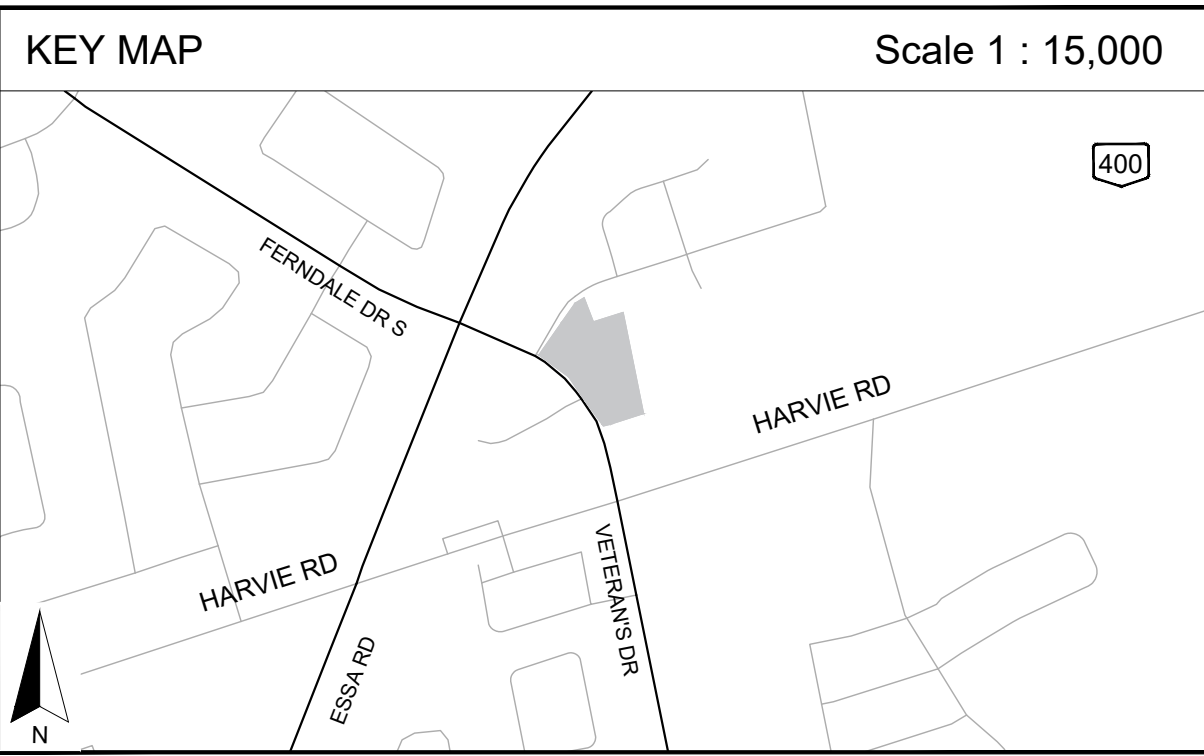 KEY MAP
Scale 1 : 15,000
400
FERNDALE DR S
HARVIE RD
HARVIE RD
VETERAN'S DR
ESSA RD
N